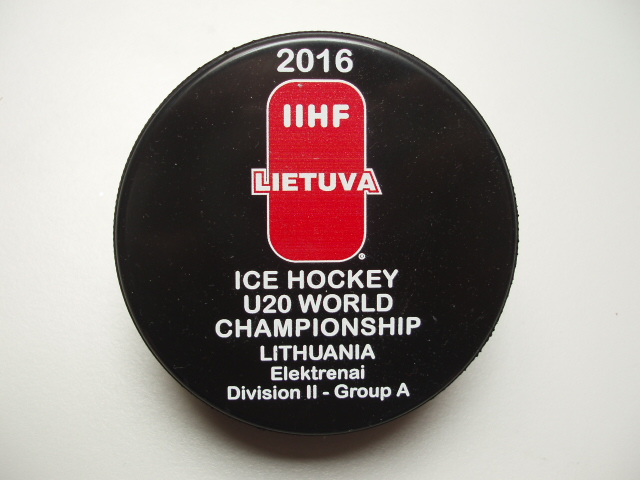 2016
IIHF
LIETUVA
®
ICE HOCKEY
U20 WORLD
CHAMPIONSHIP
LITHUANIA
Elektrenai
Division II - Group A